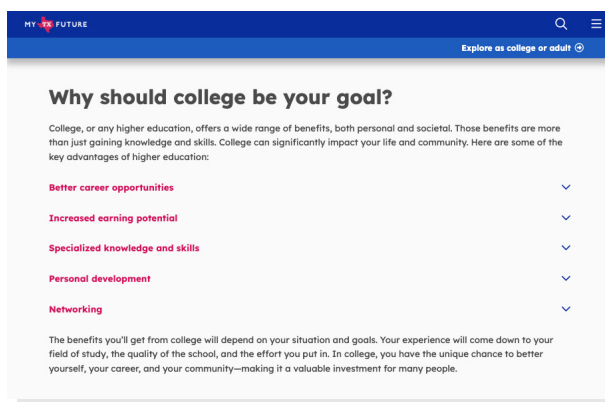 MY TX FUTURE
Explore as college or adult
Why should college be your goal?
College, or any higher education, offers a wide range of benefits, both personal and societal. Those benefits are more
than just gaining knowledge and skills. College can significantly impact your life and community. Here are some of the
key advantages of higher education:
Better career opportunities
Increased earning potential
Specialized knowledge and skills
Personal development
Networking
The benefits you'll get from college will depend on your situation and goals. Your experience will come down to your
field of study, the quality of the school, and the effort you put in. In college, you have the unique chance to better
yourself, your career, and your community—making it a valuable investment for many people.